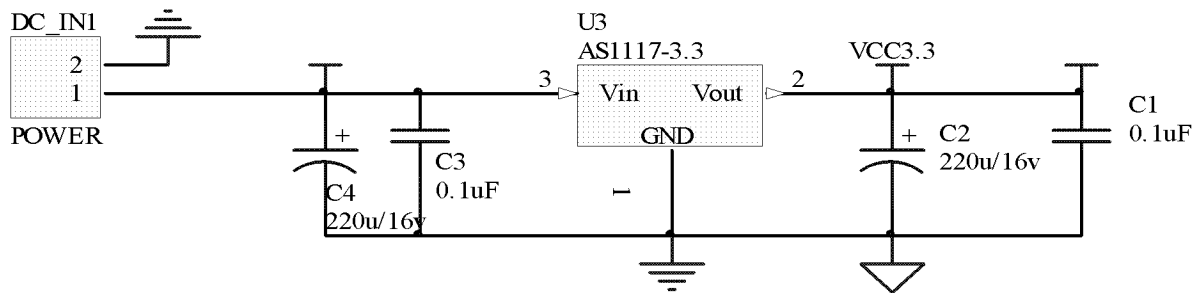 DC_IN1
2
1
POWER
U3
AS1117-3.3
3
Vin
Vout
2
GND
1
VCC3.3
C1
0.1uF
C2
220u/16v
C3
0.1uF
C4
220u/16v
+
+